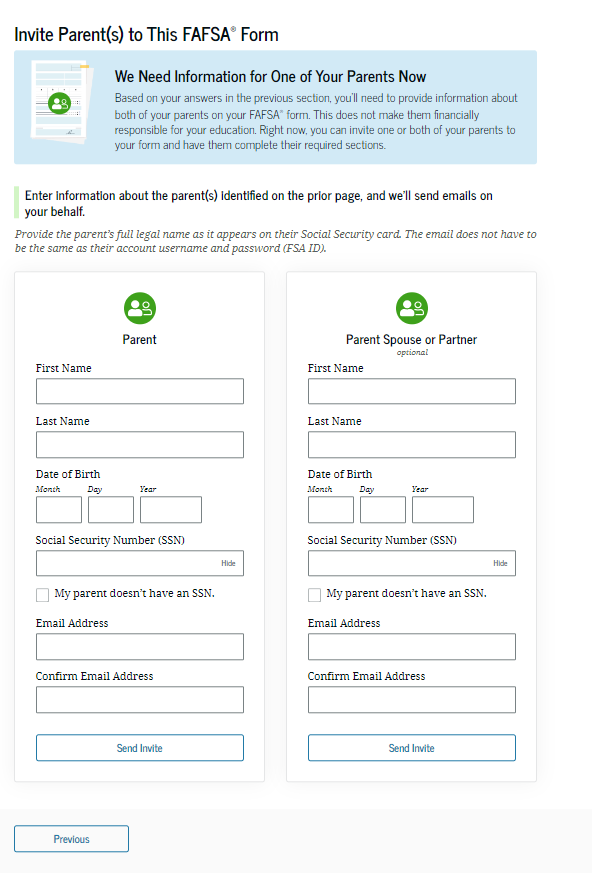 Invite Parent(s) to This FAFSA® Form
We Need Information for One of Your Parents Now
Based on your answers in the previous section, you'll need to provide information about
both of your parents on your FAFSA® form. This does not make them financially
responsible for your education. Right now, you can invite one or both of your parents to
your form and have them complete their required sections.
Enter information about the parent(s) identified on the prior page, and we'll send emails on
your behalf.
Provide the parent's full legal name as it appears on their Social Security card. The email does not have to
be the same as their account username and password (FSA ID).
Parent
First Name
Last Name
Date of Birth
Month Day Year
Social Security Number (SSN)
Hide
My parent doesn't have an SSN.
Email Address
Confirm Email Address
Send Invite
Parent Spouse or Partner
optional
First Name
Last Name
Date of Birth
Month Day Year
Social Security Number (SSN)
Hide
My parent doesn't have an SSN.
Email Address
Confirm Email Address
Send Invite
Previous